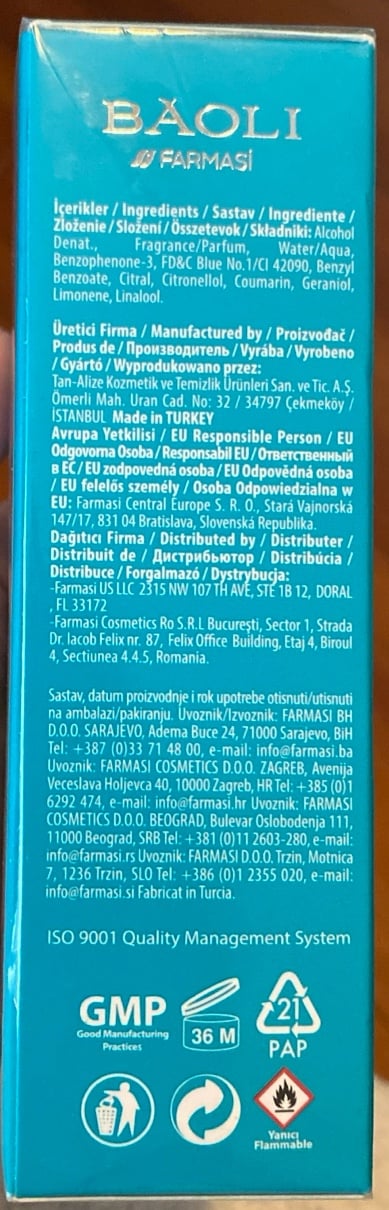 BAOLI
FARMASİ
İçerikler / Ingredients / Sastav / Ingrediente /
Zloženie / Složení / Összetevok / Składniki: Alcohol
Denat., Fragrance/Parfum, Water/Aqua,
Benzophenone-3, FD&C Blue No.1/CI 42090, Benzyl
Benzoate, Citral, Citronellol, Coumarin, Geraniol,
Limonene, Linalool.
Üretici Firma / Manufactured by / Proizvođač /
Produs de / Производитель / Vyrába / Vyrobeno
/ Gyártó / Wyprodukowano przez:
Tan-Alize Kozmetik ve Temizlik Ürünleri San. ve Tic. A.Ş.
Ömerli Mah. Uran Cad. No: 32 / 34797 Çekmeköy /
İSTANBUL Made in TURKEY
Avrupa Yetkilisi / EU Responsible Person / EU
Odgovorna Osoba / Responsabil EU / Ответственный
в ЕС / EU zodpovedná osoba / EU Odpovědná osoba
/ EU felelős személy / Osoba Odpowiedzialna w
EU: Farmasi Central Europe S. R. O., Stará Vajnorská
147/17, 831 04 Bratislava, Slovenská Republika.
Dağıtıcı Firma / Distributed by / Distributer /
Distribuit de / Дистрибьютор / Distribúcia /
Distribuce / Forgalmazó / Dystrybucja:
-Farmasi US LLC 2315 NW 107 TH AVE, STE 1B 12, DORAL
, FL 33172
-Farmasi Cosmetics Ro S.R.L Bucureşti, Sector 1, Strada
Dr. Iacob Felix nr. 87, Felix Office Building, Etaj 4, Biroul
4, Sectiunea 4.4.5, Romania.
Sastav, datum proizvodnje i rok upotrebe otisnuti/utisnuti
na ambalazi/pakiranju. Uvoznik/Izvoznik: FARMASI BH
D.O.O. SARAJEVO, Adema Buce 24, 71000 Sarajevo, BiH
Tel: +387 (0)33 71 48 00, e-mail: info@farmasi.ba
Uvoznik: FARMASI COSMETICS D.O.O. ZAGREB, Avenija
Veceslava Holjevca 40, 10000 Zagreb, HR Tel: +385 (0)1
6292 474, e-mail: info@farmasi.hr Uvoznik: FARMASI
COSMETICS D.O.O. BEOGRAD, Bulevar Oslobodenja 111,
11000 Beograd, SRB Tel: +381 (0)11 2603-280, e-mail:
info@farmasi.rs Uvoznik: FARMASI D.O.O. Trzin, Motnica
7, 1236 Trzin, SLO Tel: +386 (0)1 2355 020, e-mail:
info@farmasi.si Fabricat in Turcia.
ISO 9001 Quality Management System
GMP
Good Manufacturing
Practices
36 M
21
PAP
Yanıcı
Flammable